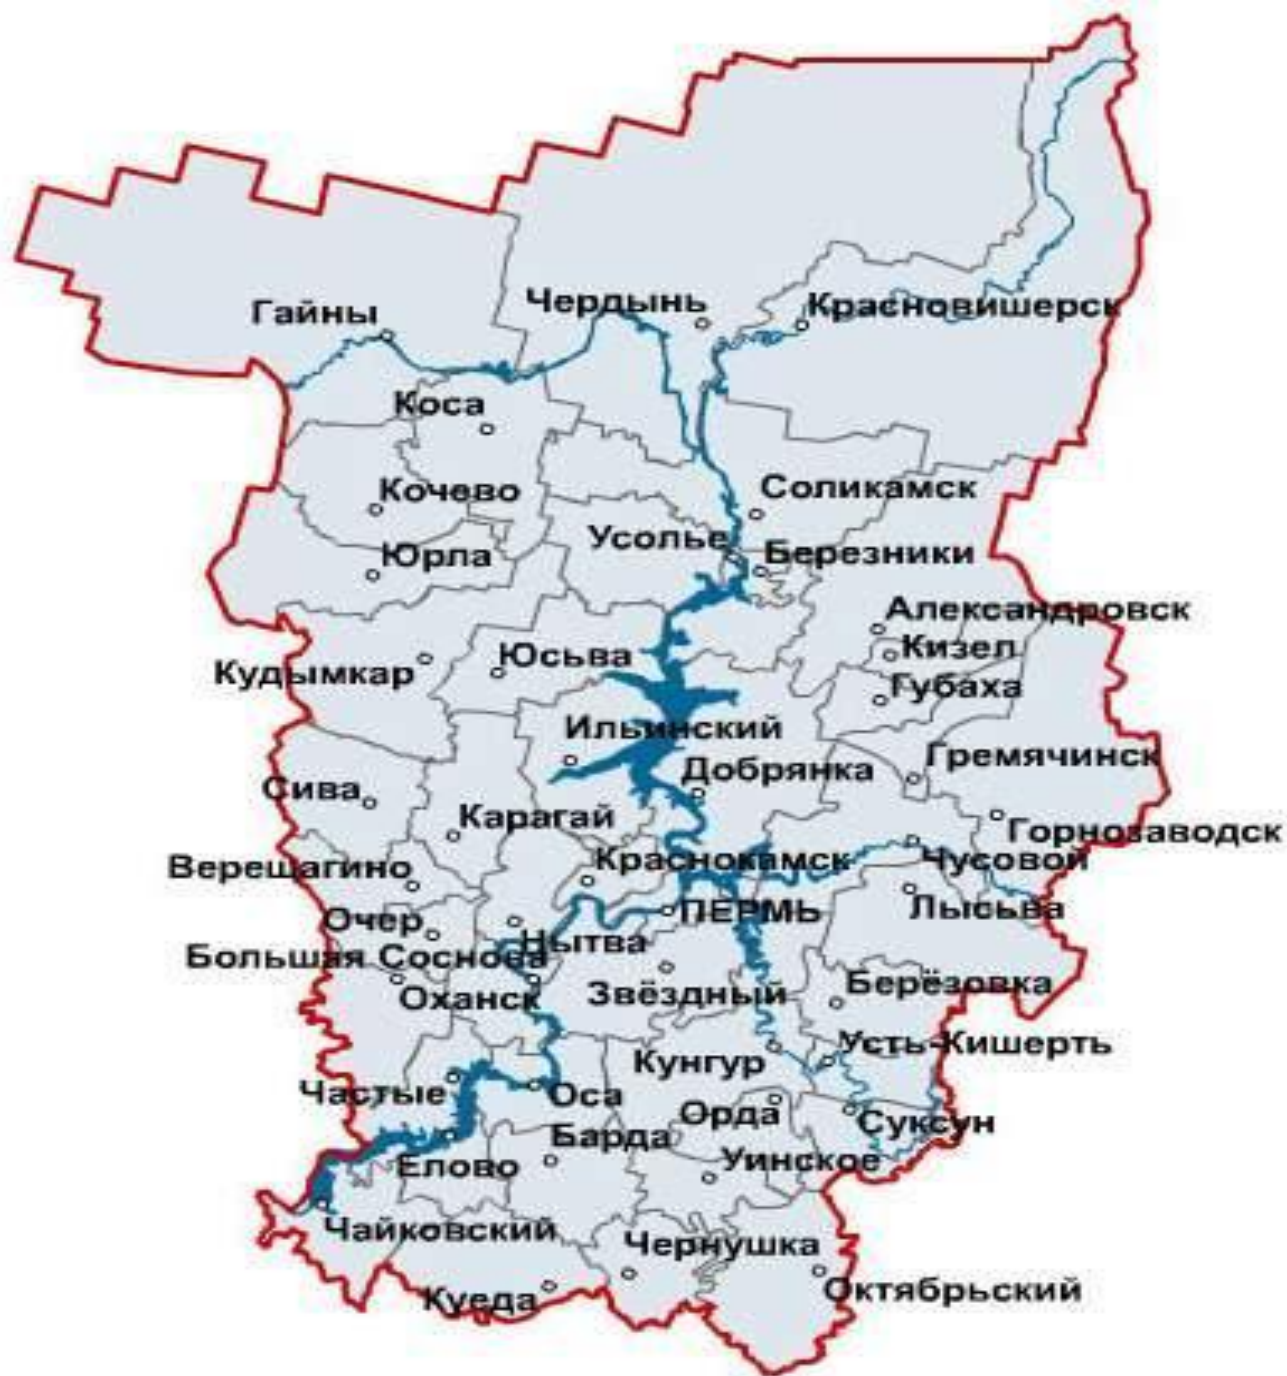 Чердынь
Красновишерск
Гайны
Коса
Кочево
Соликамск
Усолье
Березники
Юрла
Александровск
Кизел
Юсьва
Кудымкар
Губаха
Ильинский
Гремячинск
Добрянка
Сива
Карагай
Горнозаводск
Краснокамск
Чусовой
Верещагино
Лысьва
ПЕРМЬ
Очер
Нытва
Большая Соснова
Берёзовка
Звёздный
Оханск
Усть-Кишерть
Кунгур
Частые
Оса
Орда
Суксун
Барда
Уинское
Елово
Чайковский
Чернушка
Октябрьский
Куеда